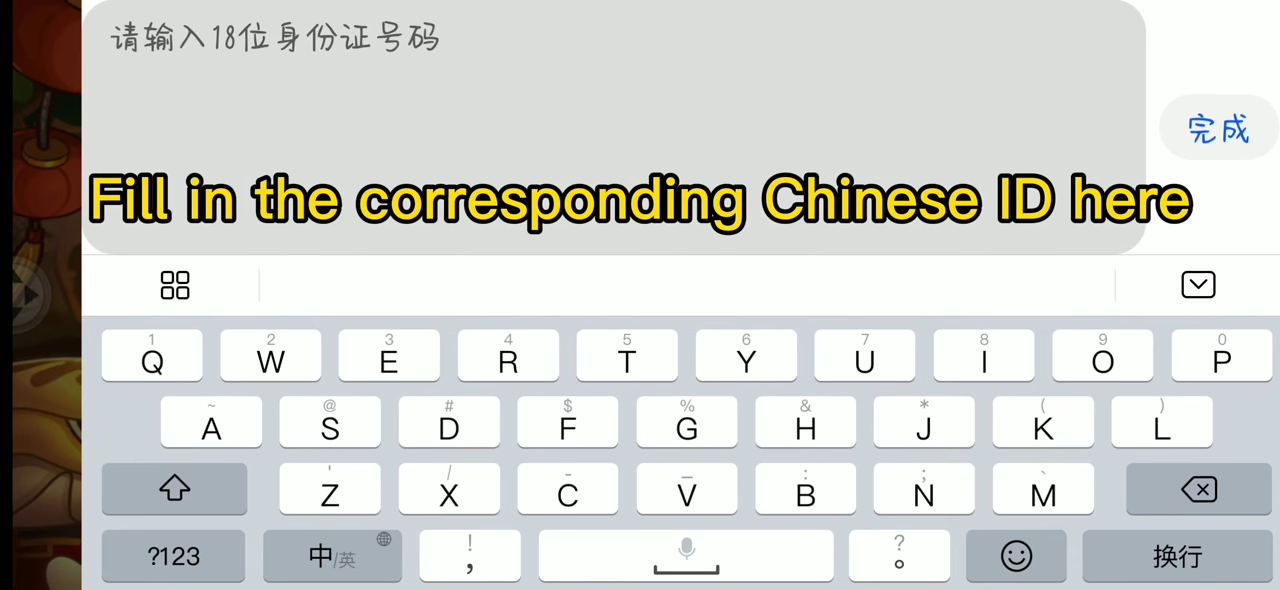 请输入18位身份证号码
完成
Fill in the corresponding Chinese ID here
1 2 3 4 5 6 7 8 9 0
Q W E R T Y U I O P
~ @ # $ % & * ( )
A S D F G H J K L
' / - _ : ; 、
Z X C V B N M
! ?
?123 中/英 , 。 换行